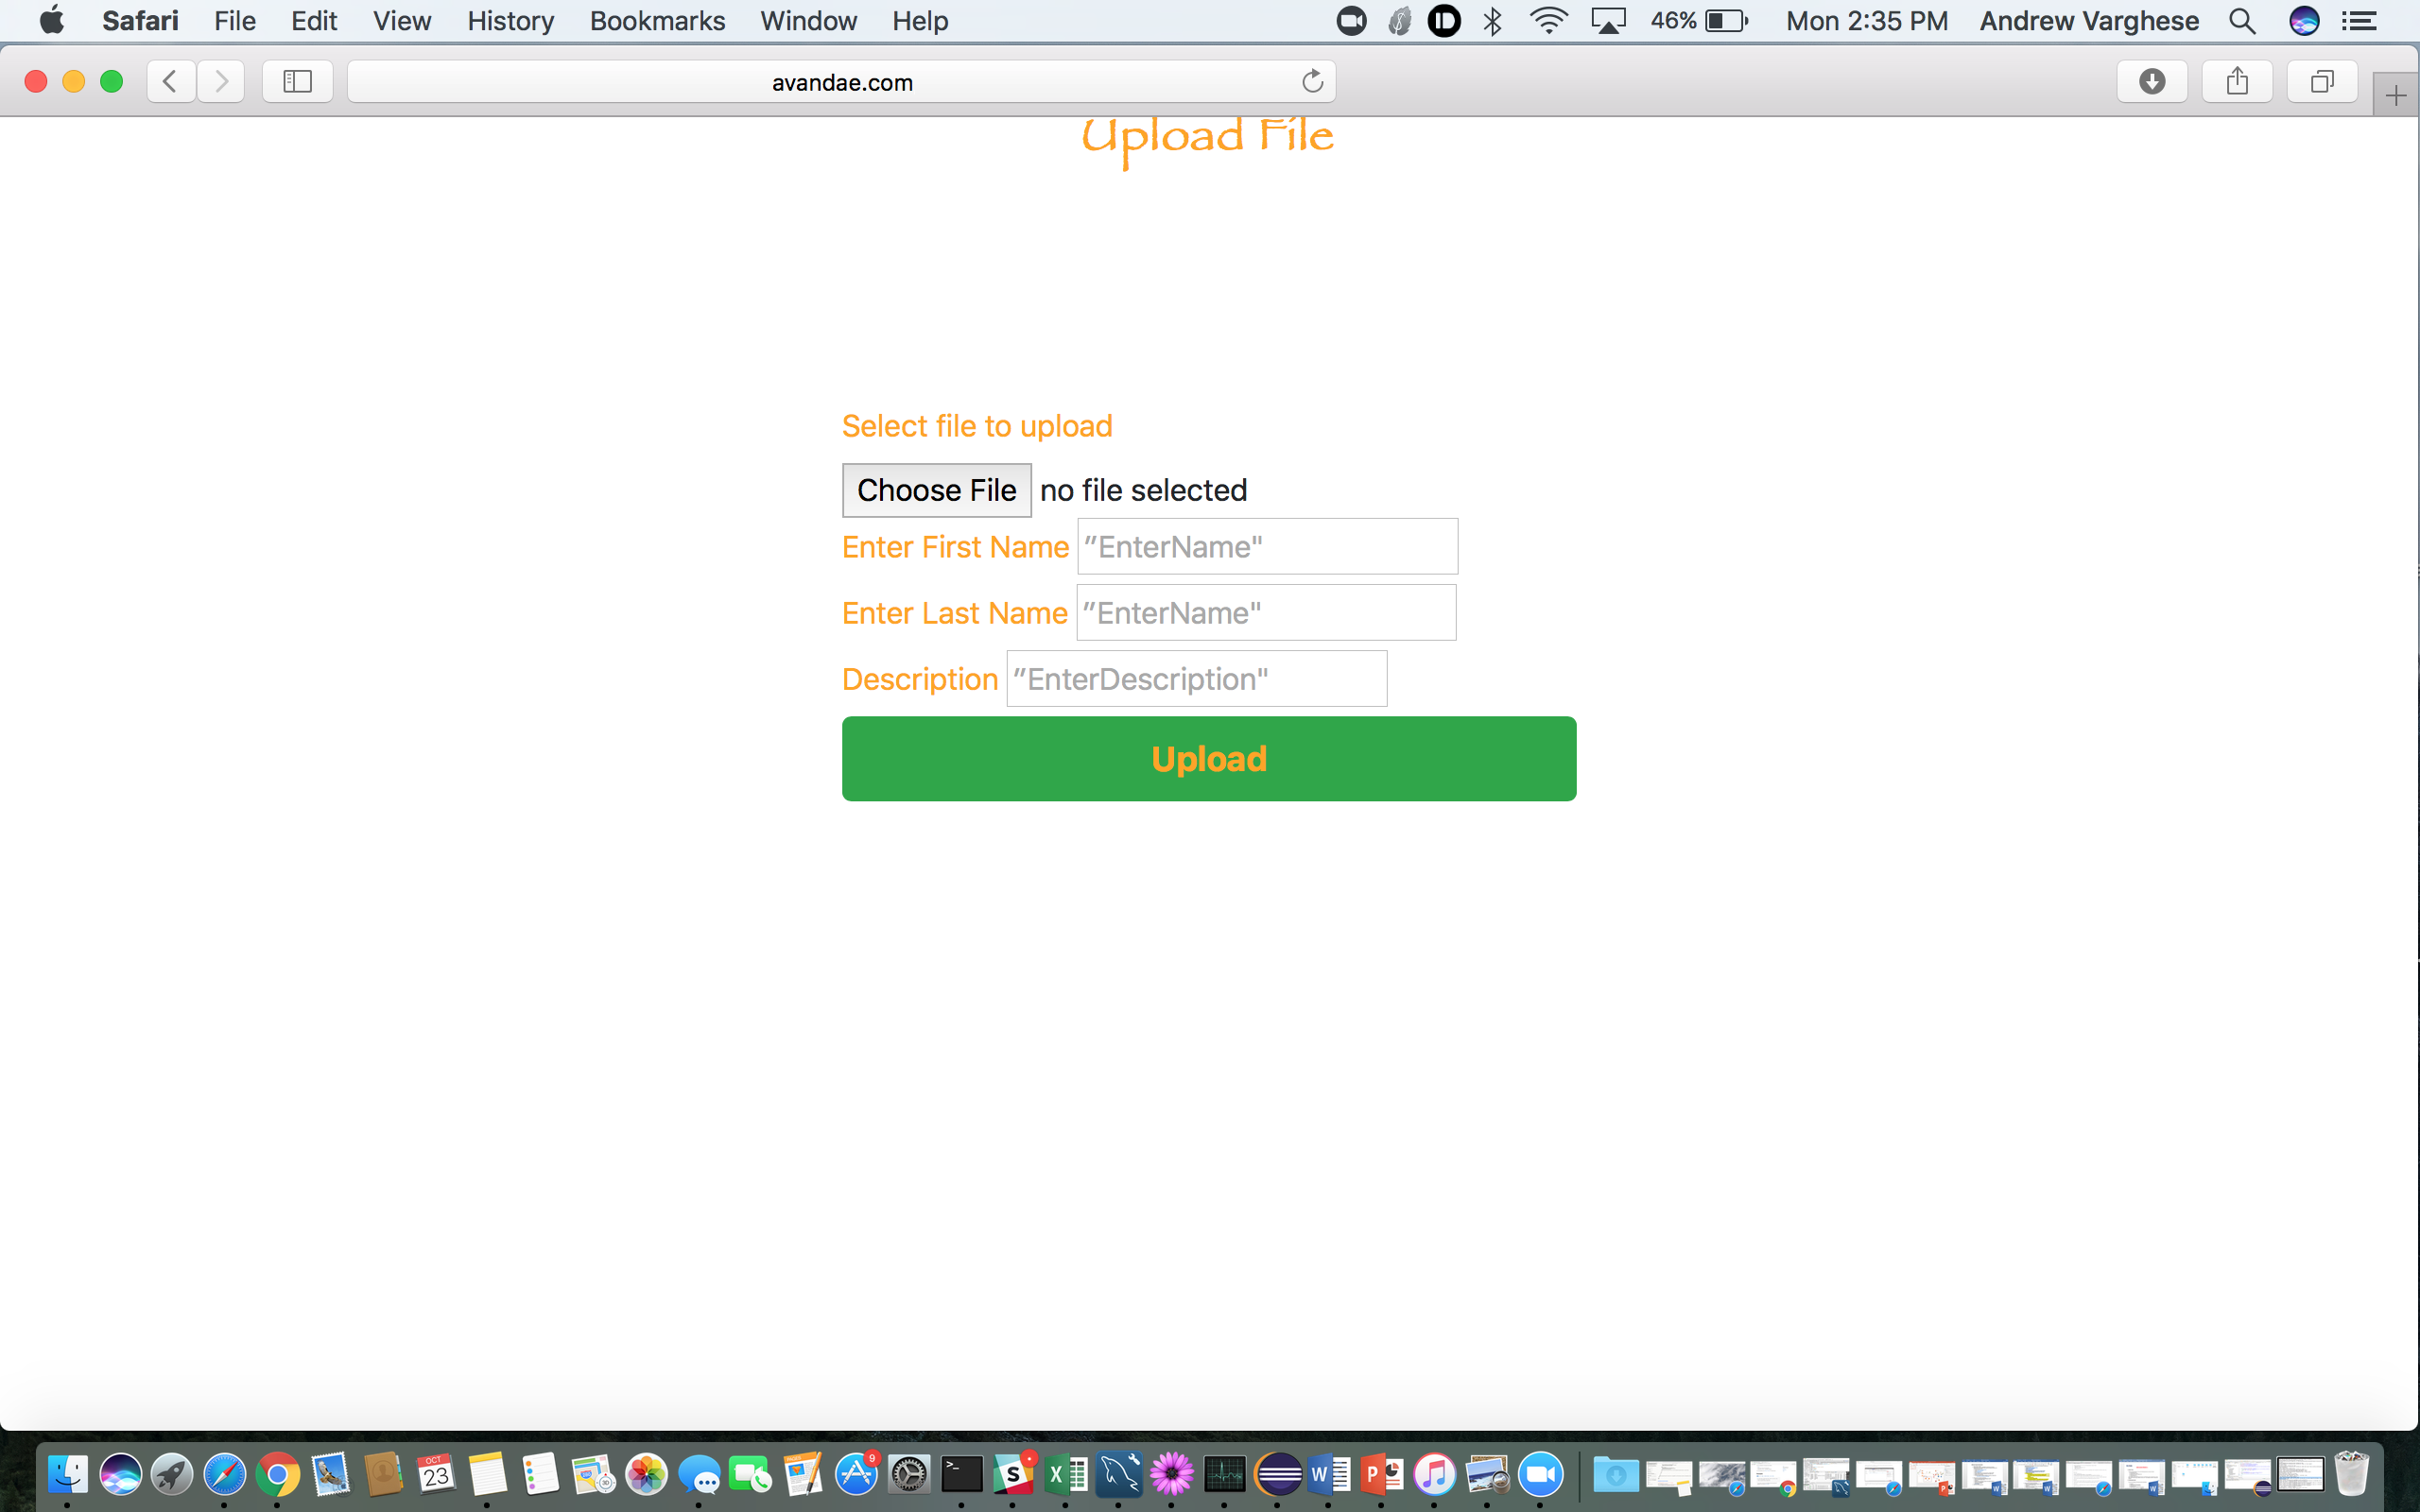 Safari File Edit View History Bookmarks Window Help 46% Mon 2:35 PM Andrew Varghese
avandae.com
Upload File
Select file to upload
Choose File no file selected
Enter First Name "EnterName"
Enter Last Name "EnterName"
Description "EnterDescription"
Upload
9
OCT
23